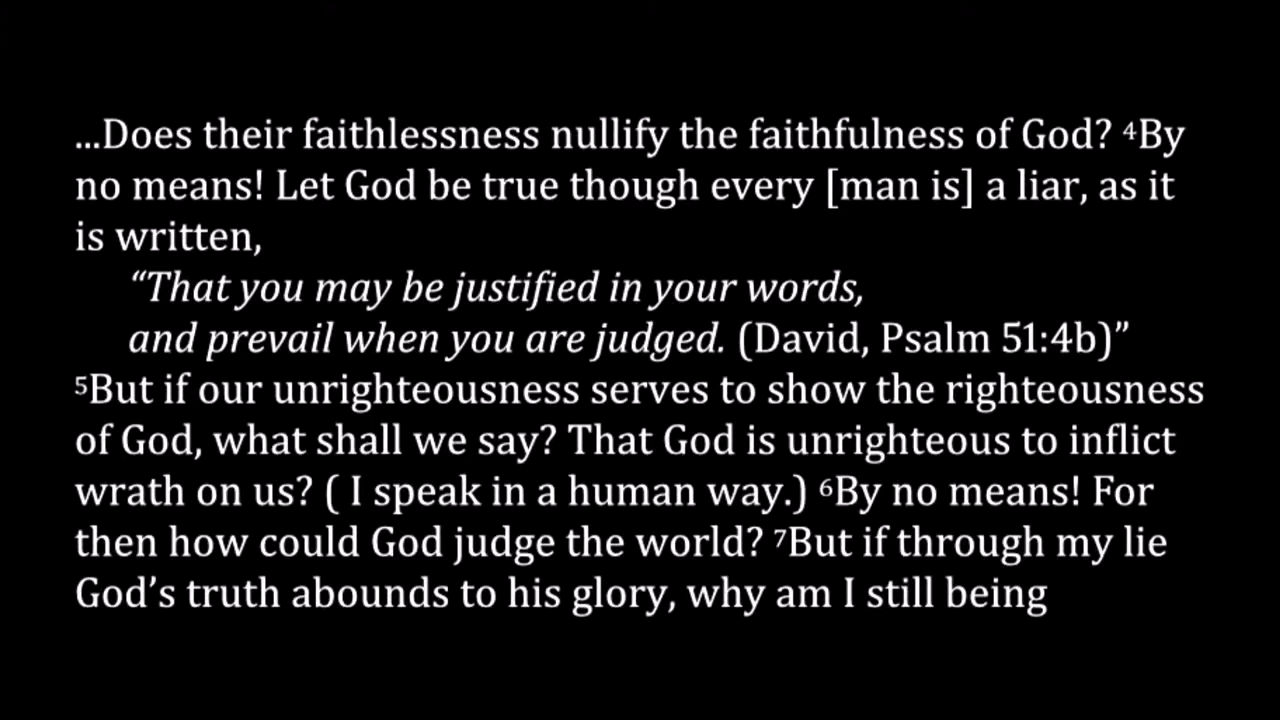 ...Does their faithlessness nullify the faithfulness of God? ⁴By
no means! Let God be true though every [man is] a liar, as it
is written,
“That you may be justified in your words,
and prevail when you are judged. (David, Psalm 51:4b)”
⁵But if our unrighteousness serves to show the righteousness
of God, what shall we say? That God is unrighteous to inflict
wrath on us? ( I speak in a human way.) ⁶By no means! For
then how could God judge the world? ⁷But if through my lie
God’s truth abounds to his glory, why am I still being